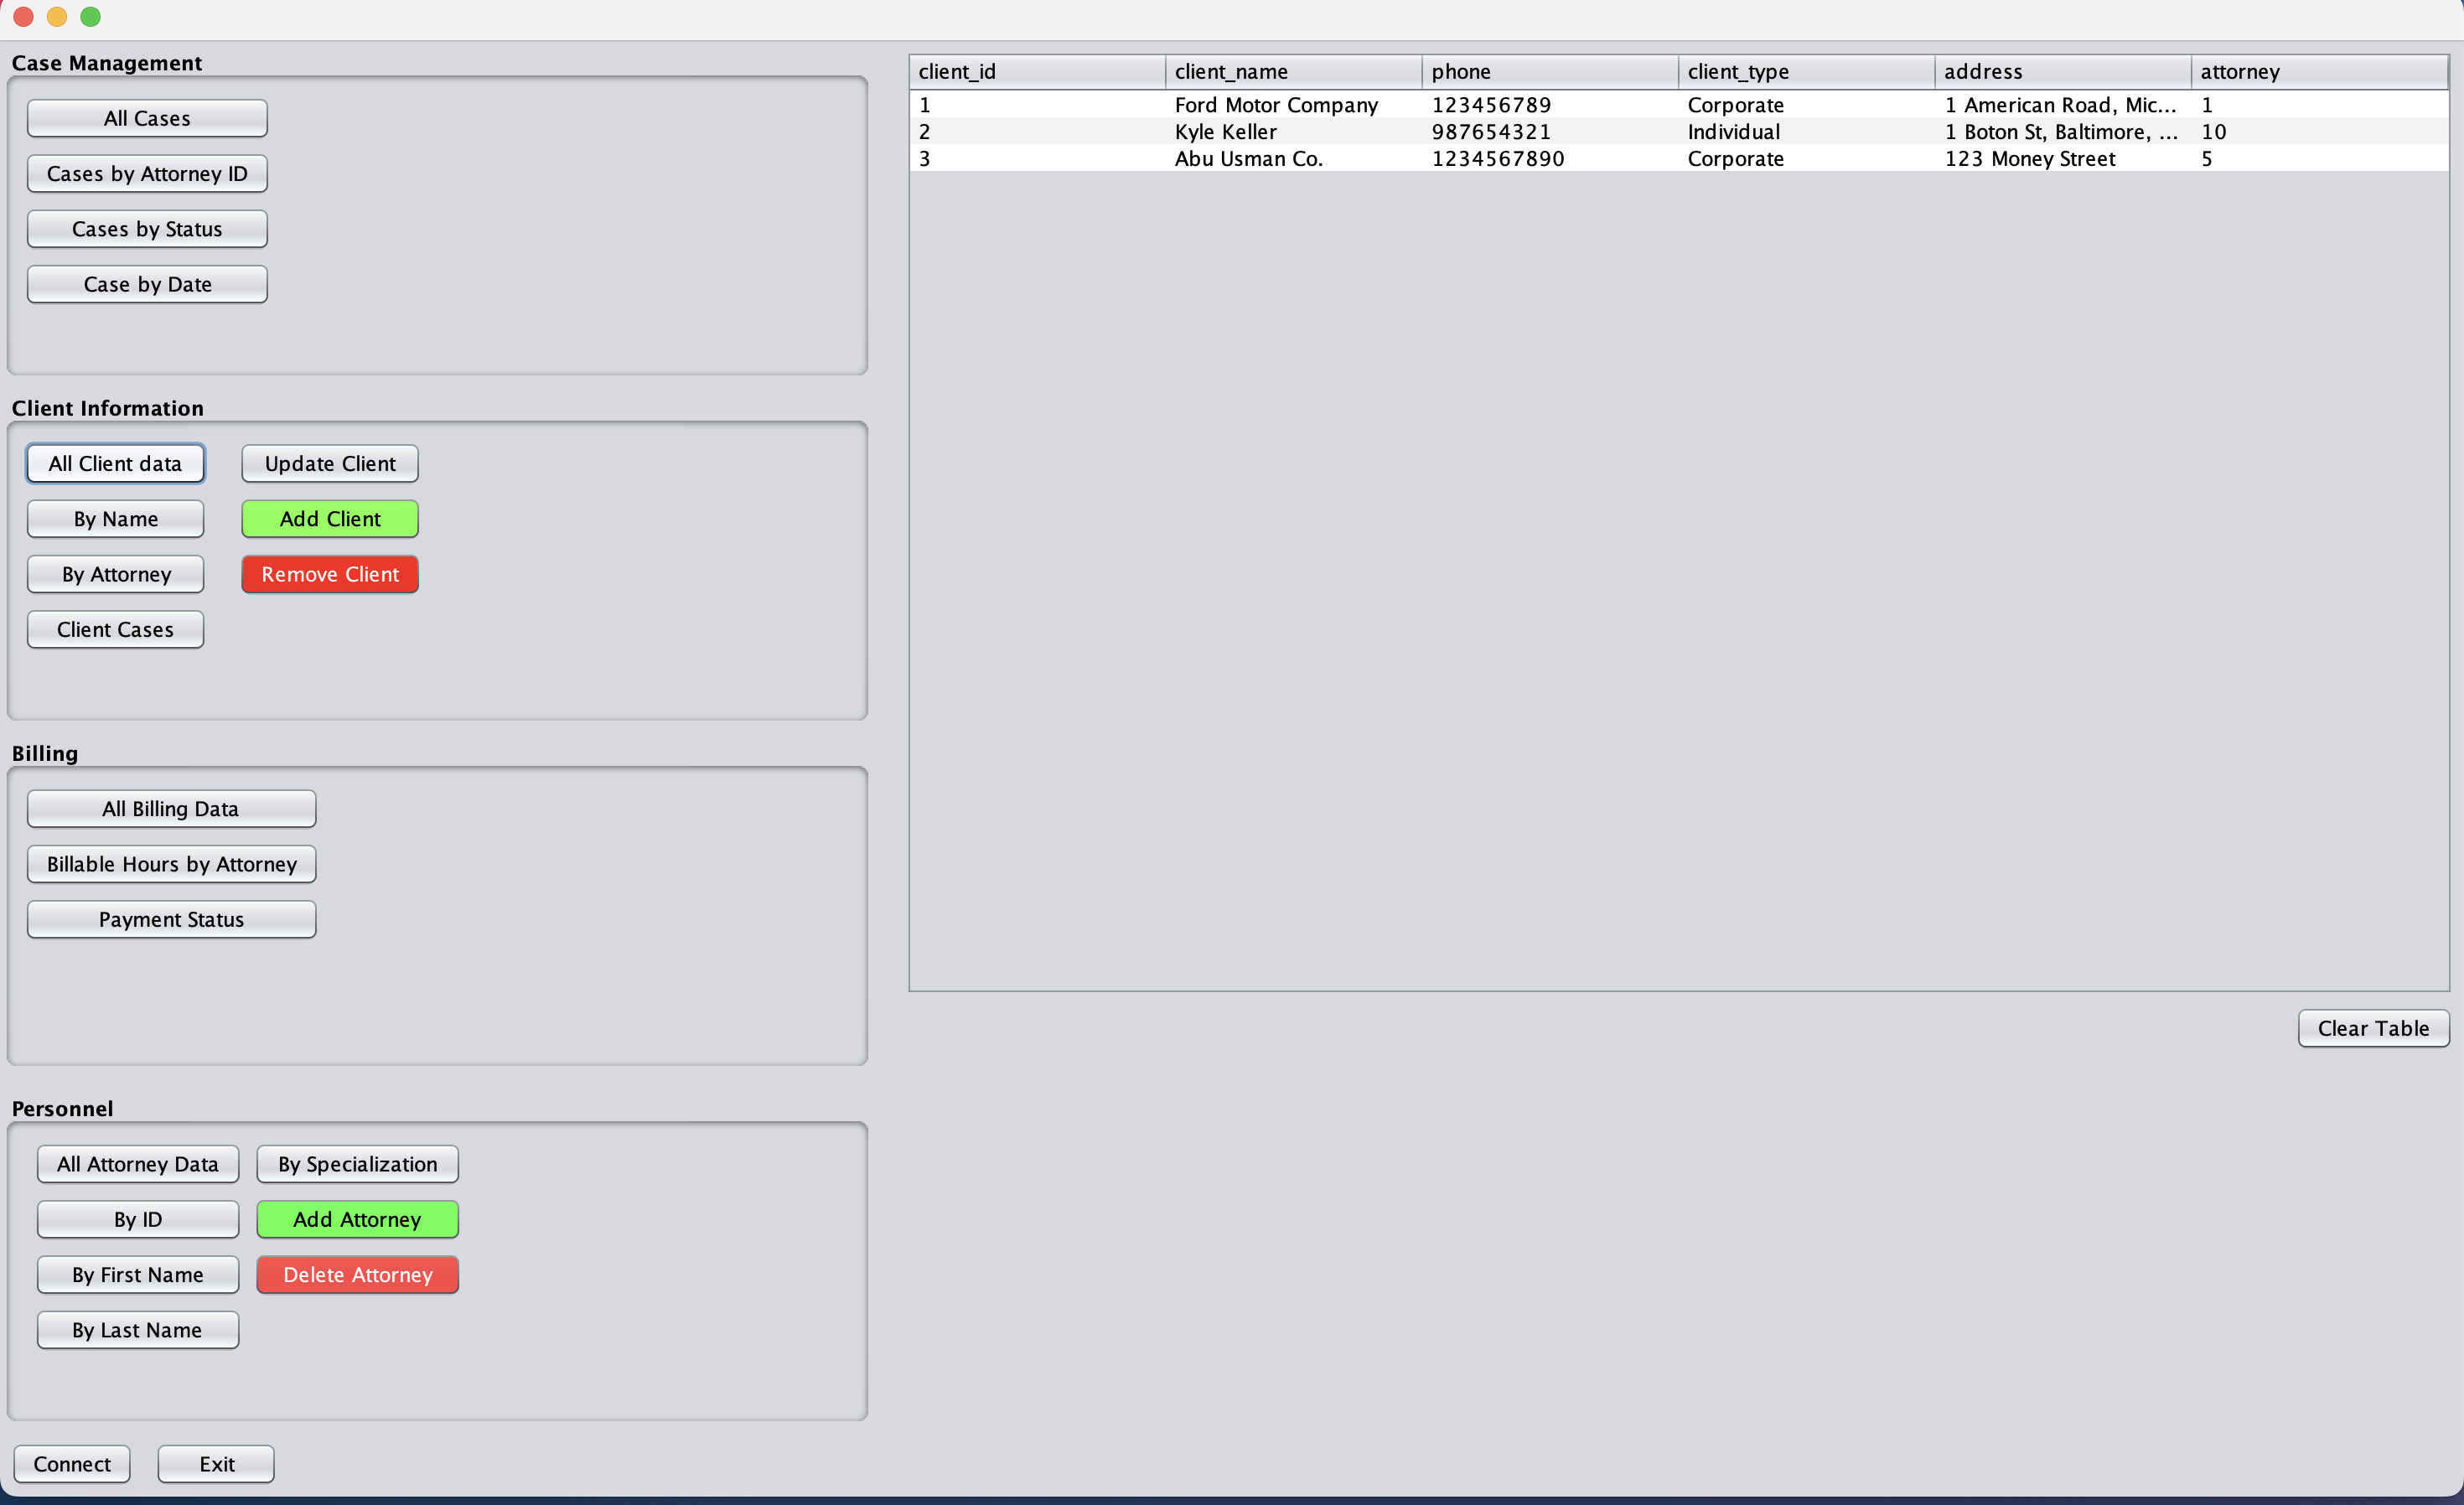 Case Management
All Cases
Cases by Attorney ID
Cases by Status
Case by Date
Client Information
All Client data Update Client
By Name Add Client
By Attorney Remove Client
Client Cases
Billing
All Billing Data
Billable Hours by Attorney
Payment Status
Personnel
All Attorney Data By Specialization
By ID Add Attorney
By First Name Delete Attorney
By Last Name
Connect Exit
client_id client_name phone client_type address attorney
1 Ford Motor Company 123456789 Corporate 1 American Road, Mic... 1
2 Kyle Keller 987654321 Individual 1 Boton St, Baltimore, ... 10
3 Abu Usman Co. 1234567890 Corporate 123 Money Street 5
Clear Table